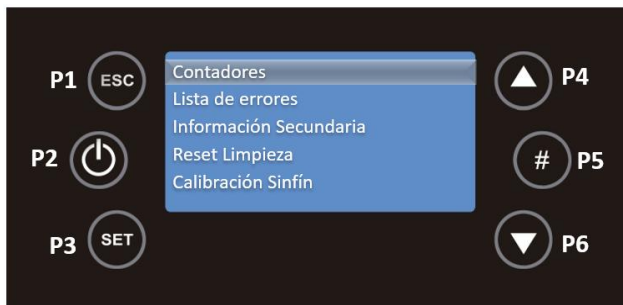 P1 ESC
P2
P3 SET
Contadores
Lista de errores
Información Secundaria
Reset Limpieza
Calibración Sinfín
P4
# P5
P6